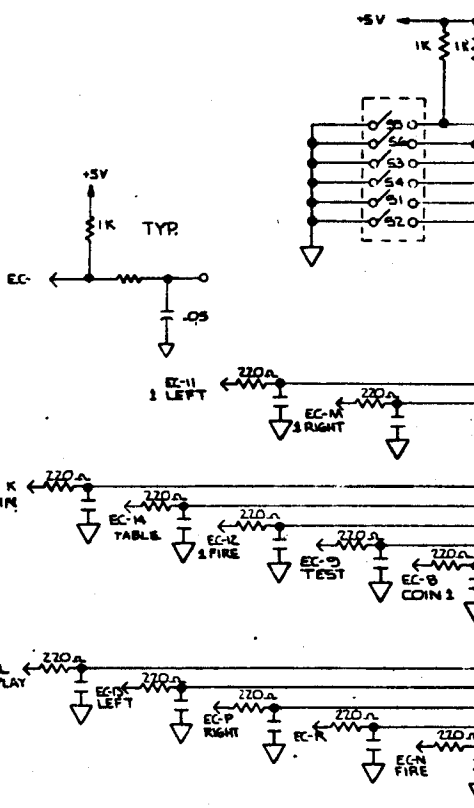 +5V
1K 1K
S5
S6
S3
S4
S1
S2
+5V
1K
TYP.
EC-
.05
220Ω
EC-11
1 LEFT
220Ω
EC-M
1 RIGHT
220Ω
K
220Ω
EC-14
TABLE
220Ω
EC-12
1 FIRE
220Ω
EC-9
TEST
220Ω
EC-8
COIN 1
220Ω
L
PLAY
220Ω
EC-13
LEFT
220Ω
EC-P
RIGHT
220Ω
EC-R
220Ω
EC-N
FIRE